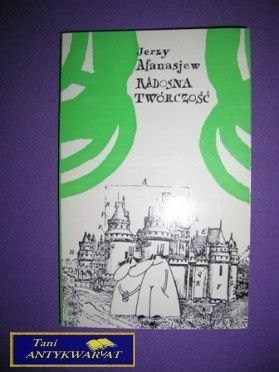 Jerzy
Afanasjew
RADOSNA
TWÓRCZOŚĆ
Tani
ANTYKWARIAT